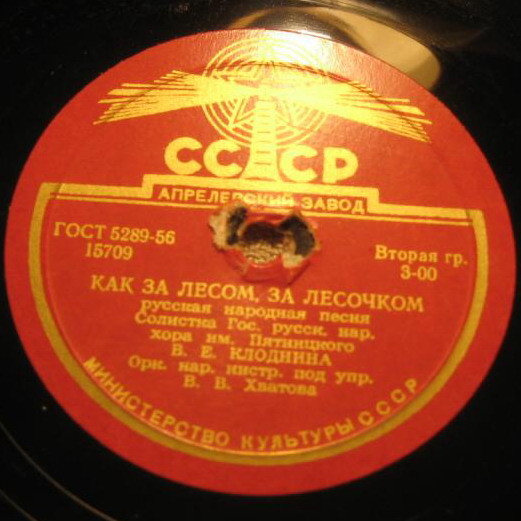 СССР
АПРЕЛЕВСКИЙ ЗАВОД
ГОСТ 5289-56
15709
Вторая гр.
3-00
КАК ЗА ЛЕСОМ, ЗА ЛЕСОЧКОМ
русская народная песня
Солистка Гос. русск. нар.
хора им. Пятницкого
В. Е. КЛОДНИНА
Орк. нар. инстр. под упр.
В. В. Хватова
МИНИСТЕРСТВО КУЛЬТУРЫ СССР